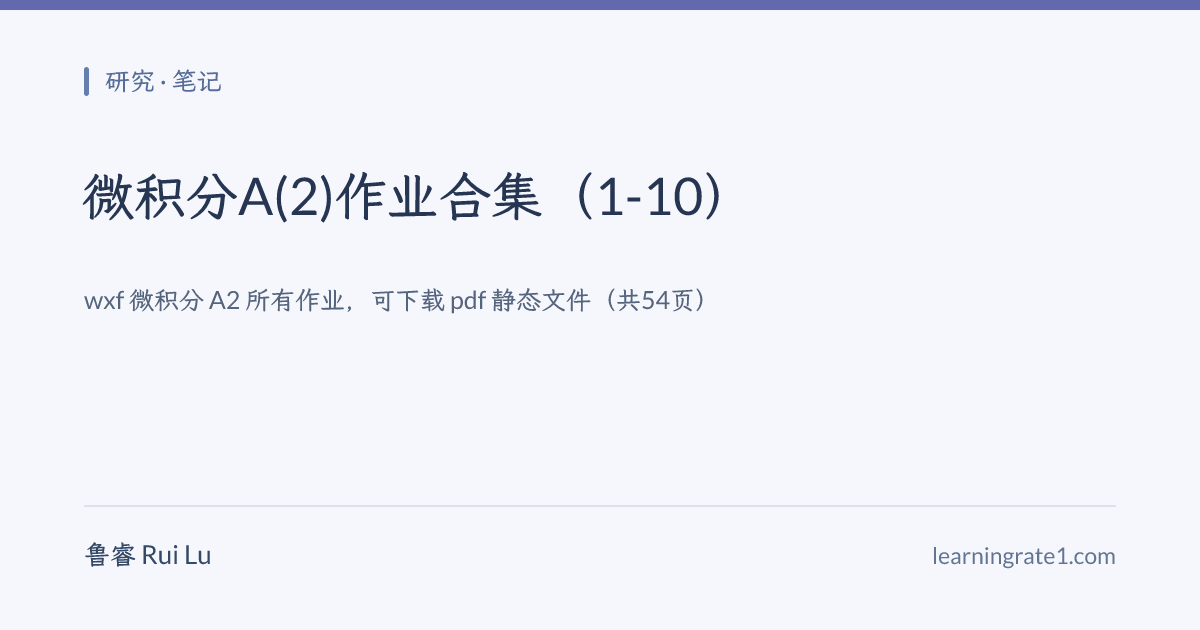 研究 · 笔记
微积分A(2)作业合集（1-10）
wxf 微积分 A2 所有作业，可下载 pdf 静态文件（共54页）
鲁睿 Rui Lu
learningrate1.com